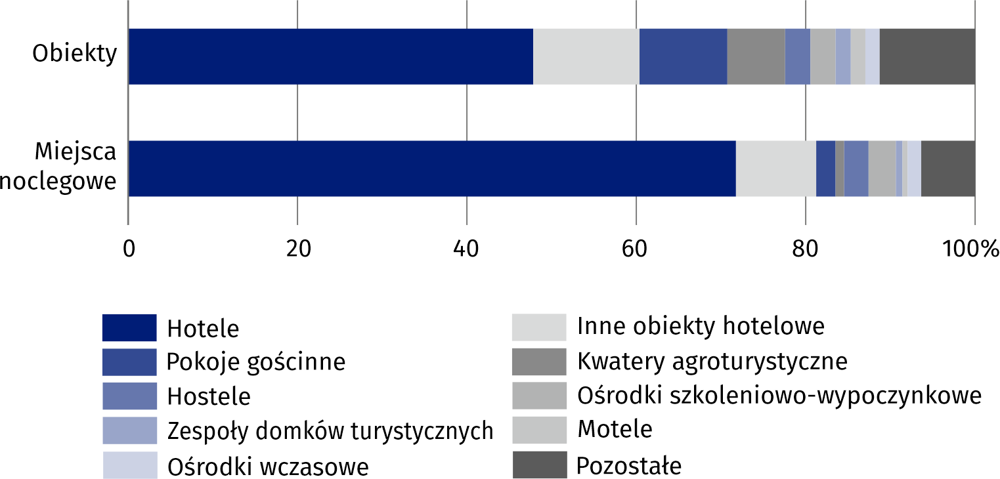 Obiekty
Miejsca
noclegowe
0 20 40 60 80 100%
Hotele
Inne obiekty hotelowe
Pokoje gościnne
Kwatery agroturystyczne
Hostele
Ośrodki szkoleniowo-wypoczynkowe
Zespoły domków turystycznych
Motele
Ośrodki wczasowe
Pozostałe